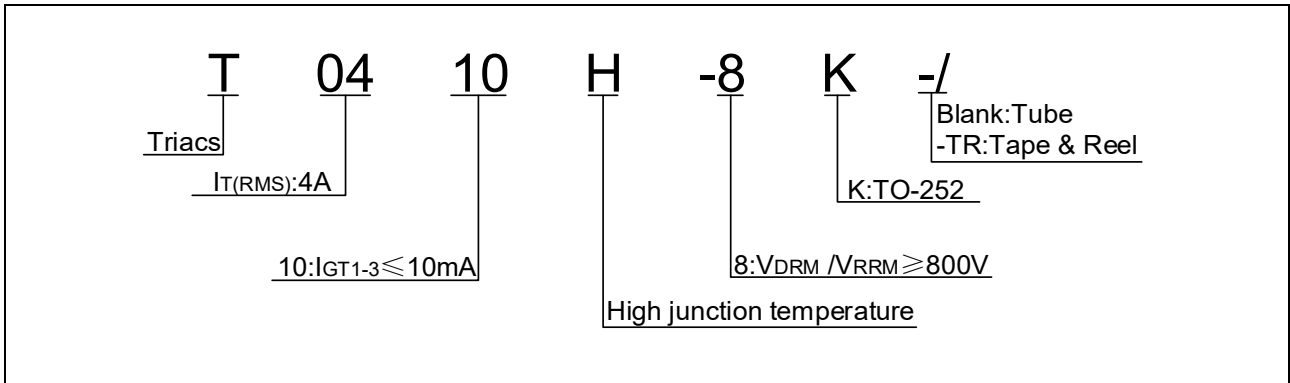 T 04 10 H -8 K -/
Blank:Tube
Triacs
-TR:Tape & Reel
IT(RMS):4A
K:TO-252
10:IGT1-3≤10mA
8:VDRM /VRRM≥800V
High junction temperature